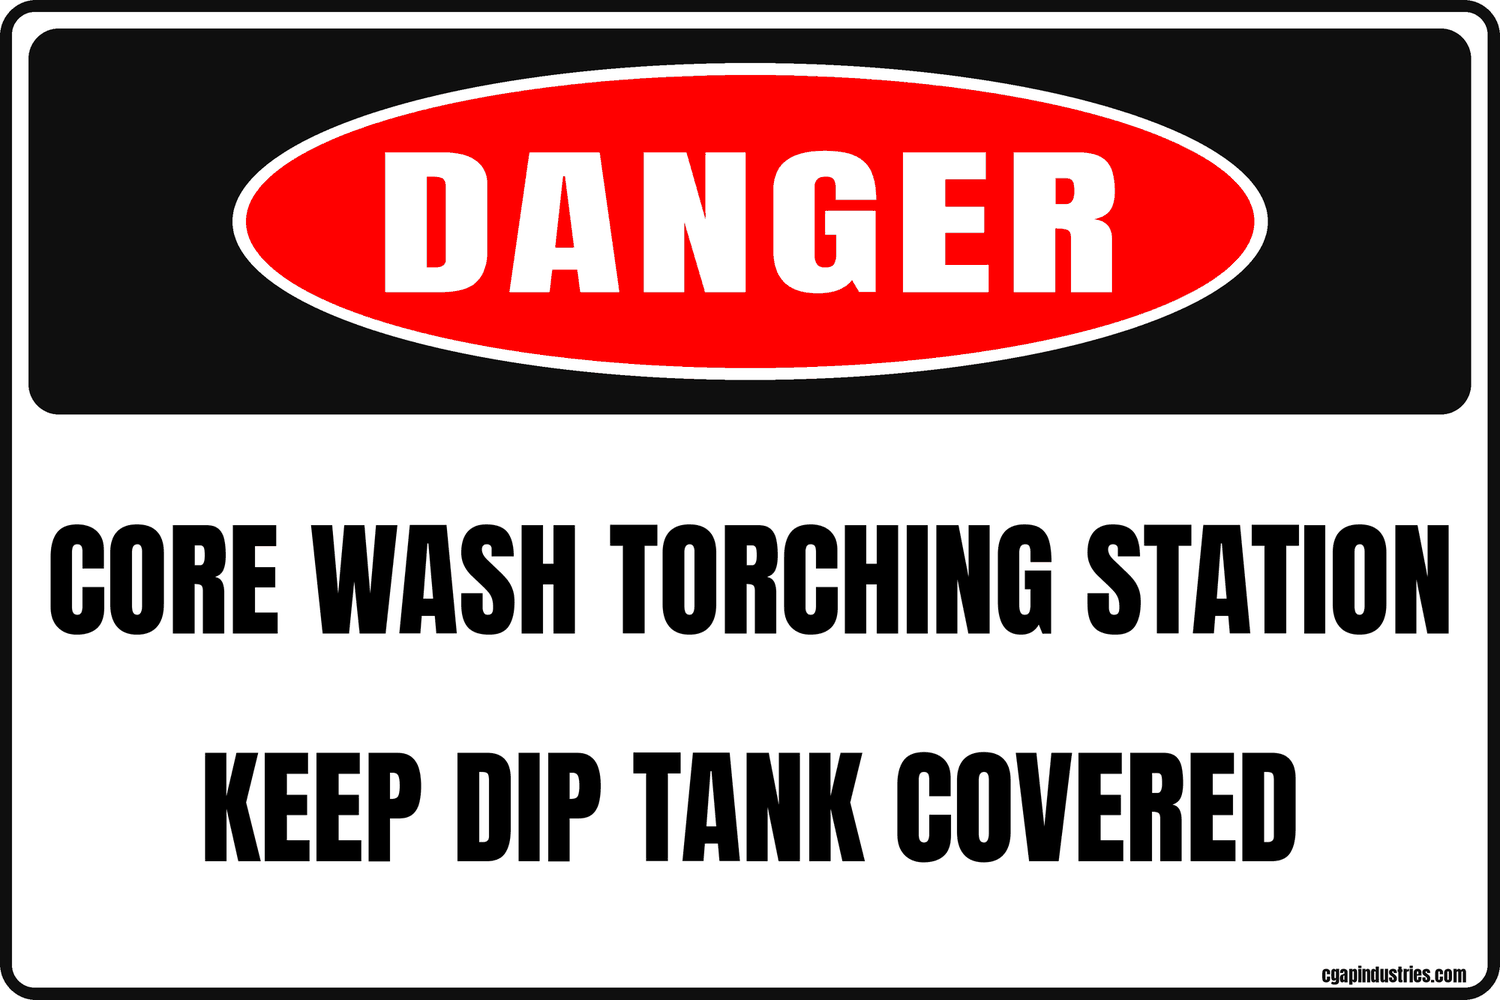 DANGER
CORE WASH TORCHING STATION
KEEP DIP TANK COVERED
cgapindustries.com